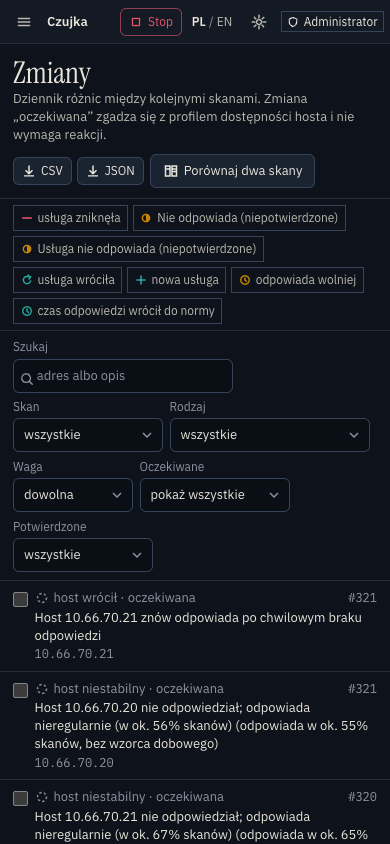 Czujka
Stop
PL / EN
Administrator
Zmiany
Dziennik różnic między kolejnymi skanami. Zmiana
„oczekiwana” zgadza się z profilem dostępności hosta i nie
wymaga reakcji.
CSV
JSON
Porównaj dwa skany
usługa zniknęła
Nie odpowiada (niepotwierdzone)
Usługa nie odpowiada (niepotwierdzone)
usługa wróciła
nowa usługa
odpowiada wolniej
czas odpowiedzi wrócił do normy
Szukaj
adres albo opis
Skan
Rodzaj
wszystkie
wszystkie
Waga
Oczekiwane
dowolna
pokaż wszystkie
Potwierdzone
wszystkie
host wrócił · oczekiwana
#321
Host 10.66.70.21 znów odpowiada po chwilowym braku
odpowiedzi
10.66.70.21
host niestabilny · oczekiwana
#321
Host 10.66.70.20 nie odpowiedział; odpowiada
nieregularnie (w ok. 56% skanów) (odpowiada w ok. 55%
skanów, bez wzorca dobowego)
10.66.70.20
host niestabilny · oczekiwana
#320
Host 10.66.70.21 nie odpowiedział; odpowiada
nieregularnie (w ok. 67% skanów) (odpowiada w ok. 65%